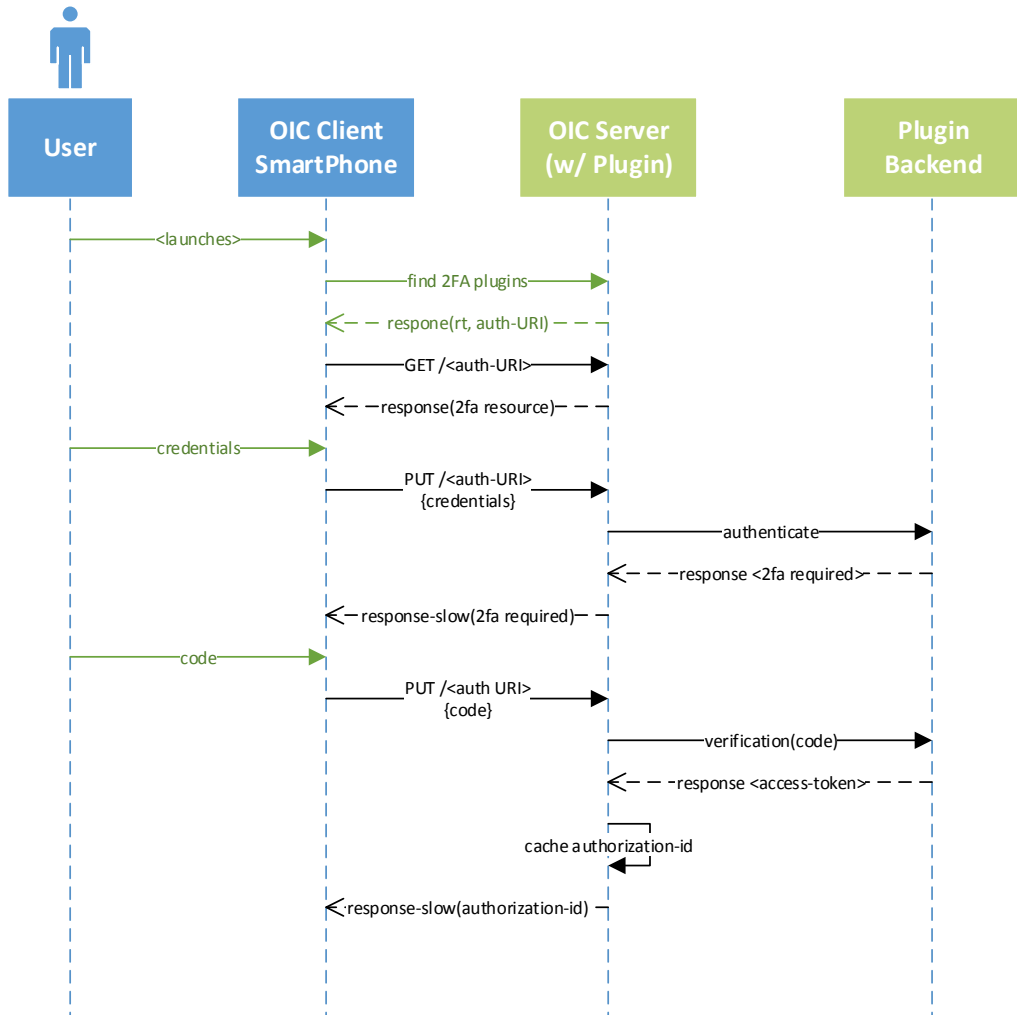 User
OIC Client
SmartPhone
OIC Server
(w/ Plugin)
Plugin
Backend
<launches>
find 2FA plugins
respone(rt, auth-URI)
GET /<auth-URI>
response(2fa resource)
credentials
PUT /<auth-URI>
{credentials}
authenticate
response <2fa required>
response-slow(2fa required)
code
PUT /<auth URI>
{code}
verification(code)
response <access-token>
cache authorization-id
response-slow(authorization-id)